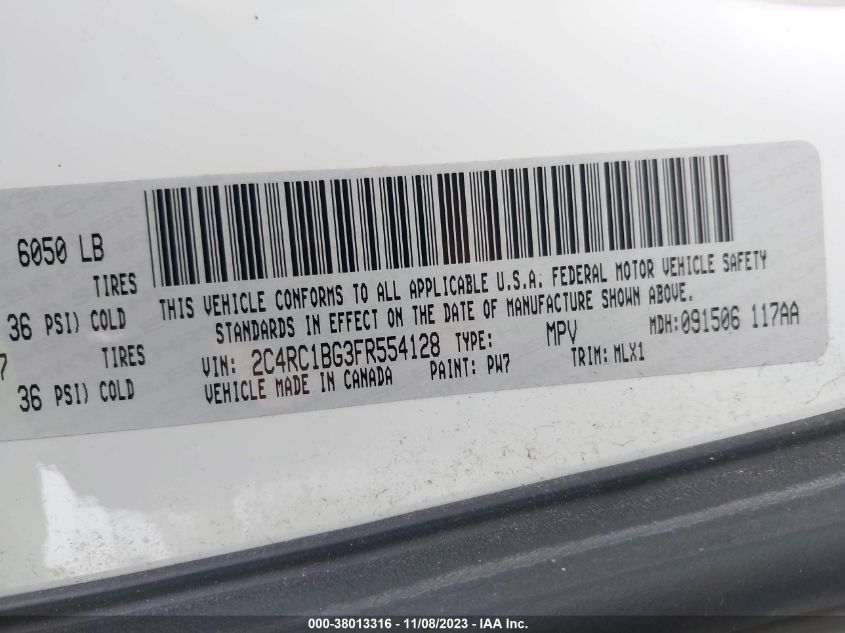 6050 LB
TIRES
36 PSI) COLD
7 TIRES
36 PSI) COLD
THIS VEHICLE CONFORMS TO ALL APPLICABLE U.S.A. FEDERAL MOTOR VEHICLE SAFETY
STANDARDS IN EFFECT ON THE DATE OF MANUFACTURE SHOWN ABOVE.
VIN: 2C4RC1BG3FR554128 TYPE: MPV MDH:091506 117AA
VEHICLE MADE IN CANADA PAINT: PW7 TRIM: MLX1
000-38013316 - 11/08/2023 - IAA Inc.